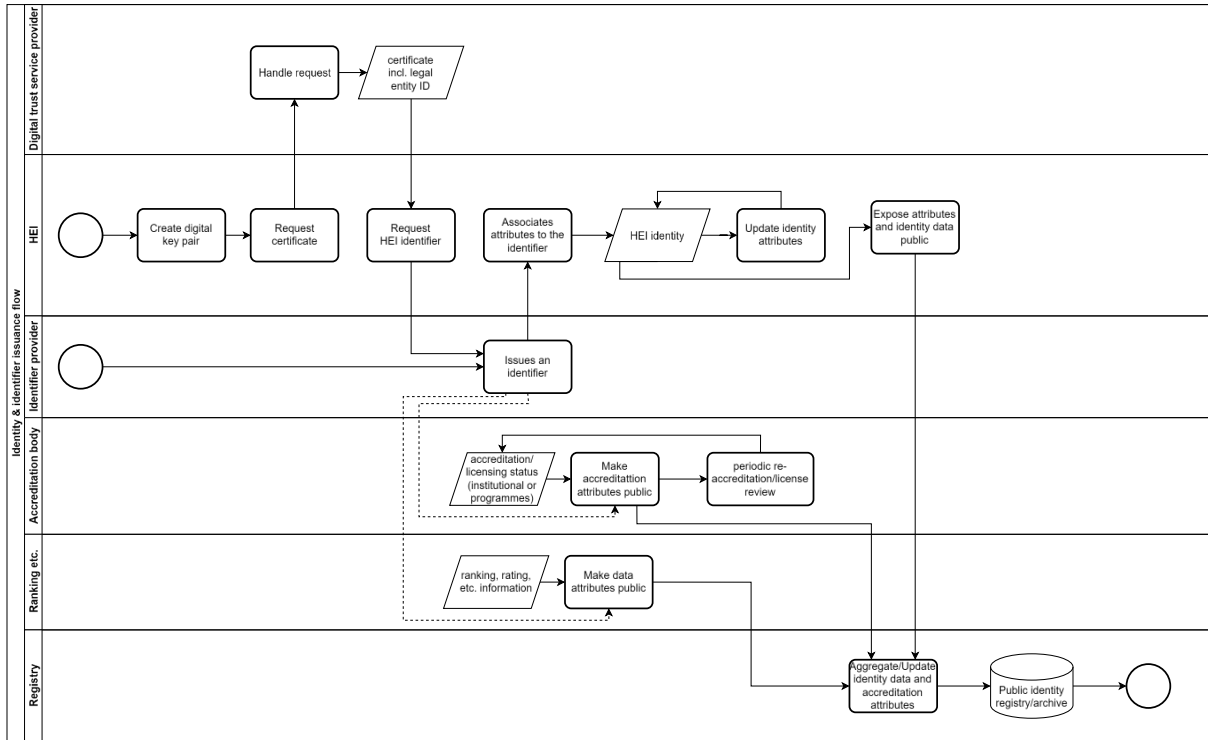 Identity & identifier issuance flow
Digital trust service provider
Handle request
certificate
incl. legal
entity ID
HEI
Create digital
key pair
Request
certificate
Request
HEI identifier
Associates
attributes to the
identifier
HEI identity
Update identity
attributes
Expose attributes
and identity data
public
Identifier provider
Issues an
identifier
Accreditation body
accreditation/
licensing status
(institutional or
programmes)
Make
accreditattion
attributes public
periodic re-
accreditation/license
review
Ranking etc.
ranking, rating,
etc. information
Make data
attributes public
Registry
Aggregate/Update
identity data and
accreditation
attributes
Public identity
registry/archive